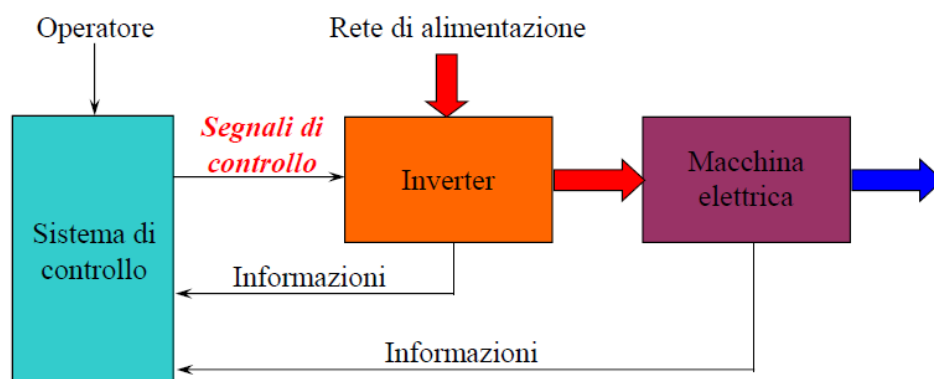 Operatore
Rete di alimentazione
Segnali di
controllo
Inverter
Macchina
elettrica
Sistema di
controllo
Informazioni
Informazioni